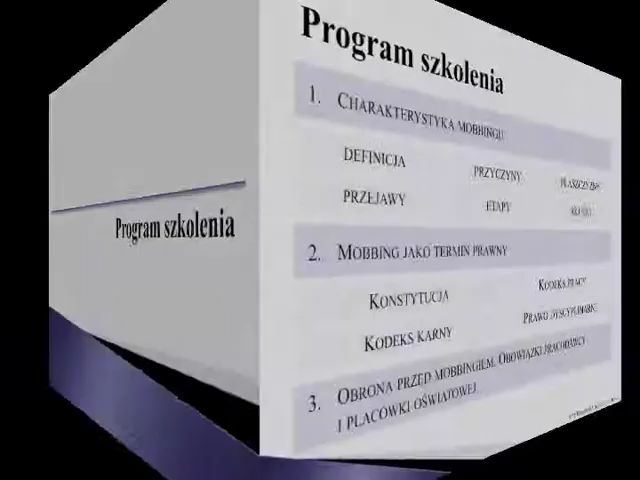 Program szkolenia
Program szkolenia
1. CHARAKTERYSTYKA MOBBINGU
DEFINICJA PRZYCZYNY PŁASZCZYZNY
PRZEJAWY ETAPY
2. MOBBING JAKO TERMIN PRAWNY
KONSTYTUCJA KODEKS PRACY
KODEKS KARNY PRAWO DYSCYPLINARNE
3. OBRONA PRZED MOBBINGIEM. OBOWIĄZKI PRACODAWCY
I PLACÓWKI OŚWIATOWEJ.